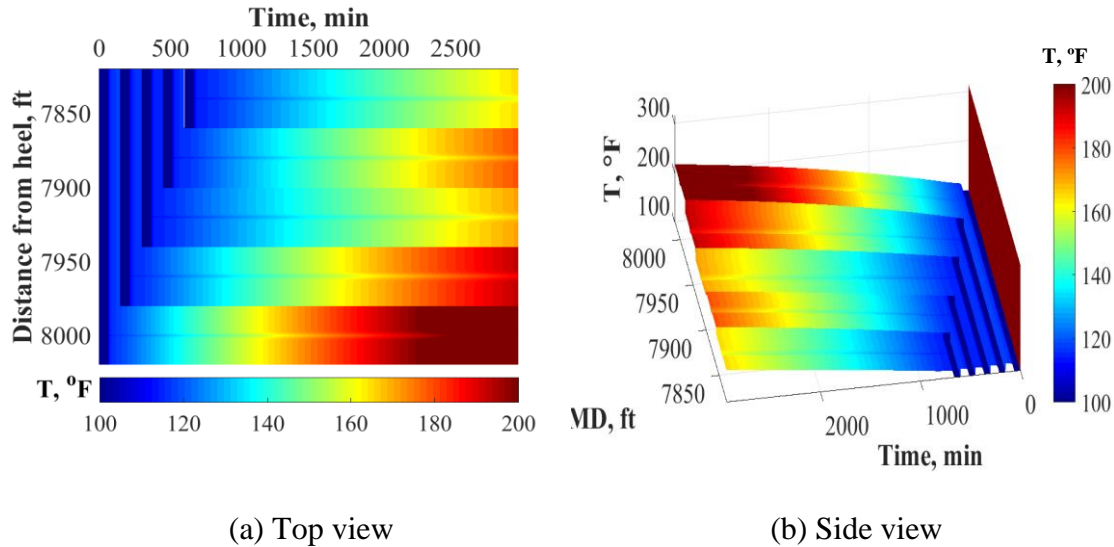 Time, min
0 500 1000 1500 2000 2500
Distance from heel, ft
7850
7900
7950
8000
T, ºF
100 120 140 160 180 200
T, ºF
300
200
100
T, ºF
8000
7950
7900
7850
MD, ft
2000
1000
0
Time, min
200
180
160
140
120
100
(a) Top view
(b) Side view